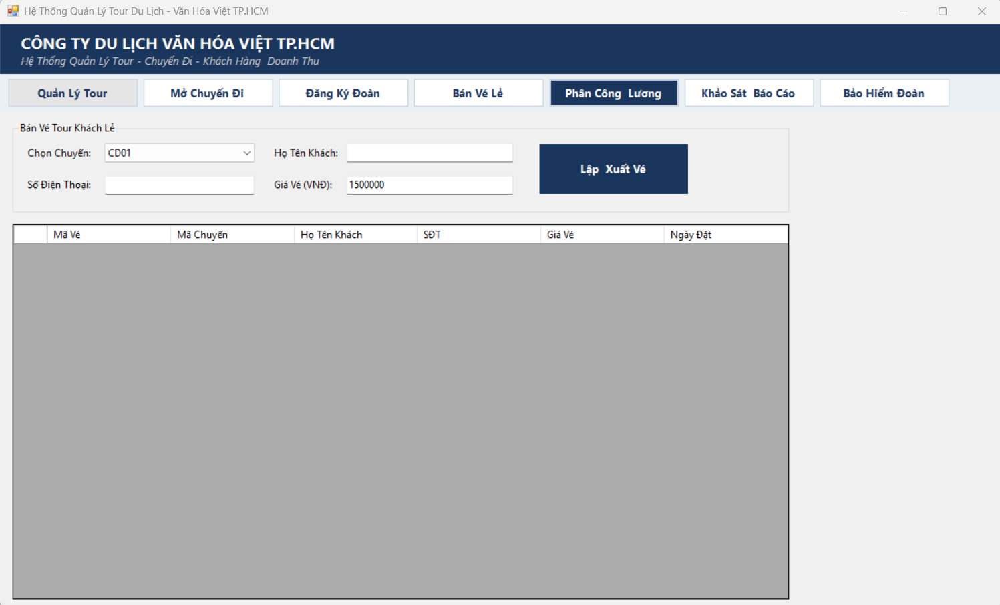 Hệ Thống Quản Lý Tour Du Lịch - Văn Hóa Việt TP.HCM
CÔNG TY DU LỊCH VĂN HÓA VIỆT TP.HCM
Hệ Thống Quản Lý Tour - Chuyến Đi - Khách Hàng  Doanh Thu
Quản Lý Tour
Mở Chuyến Đi
Đăng Ký Đoàn
Bán Vé Lẻ
Phân Công  Lương
Khảo Sát  Báo Cáo
Bảo Hiểm Đoàn
Bán Vé Tour Khách Lẻ
Chọn Chuyến: CD01
Họ Tên Khách:
Lập  Xuất Vé
Số Điện Thoại:
Giá Vé (VNĐ): 1500000
Mã Vé
Mã Chuyến
Họ Tên Khách
SĐT
Giá Vé
Ngày Đặt